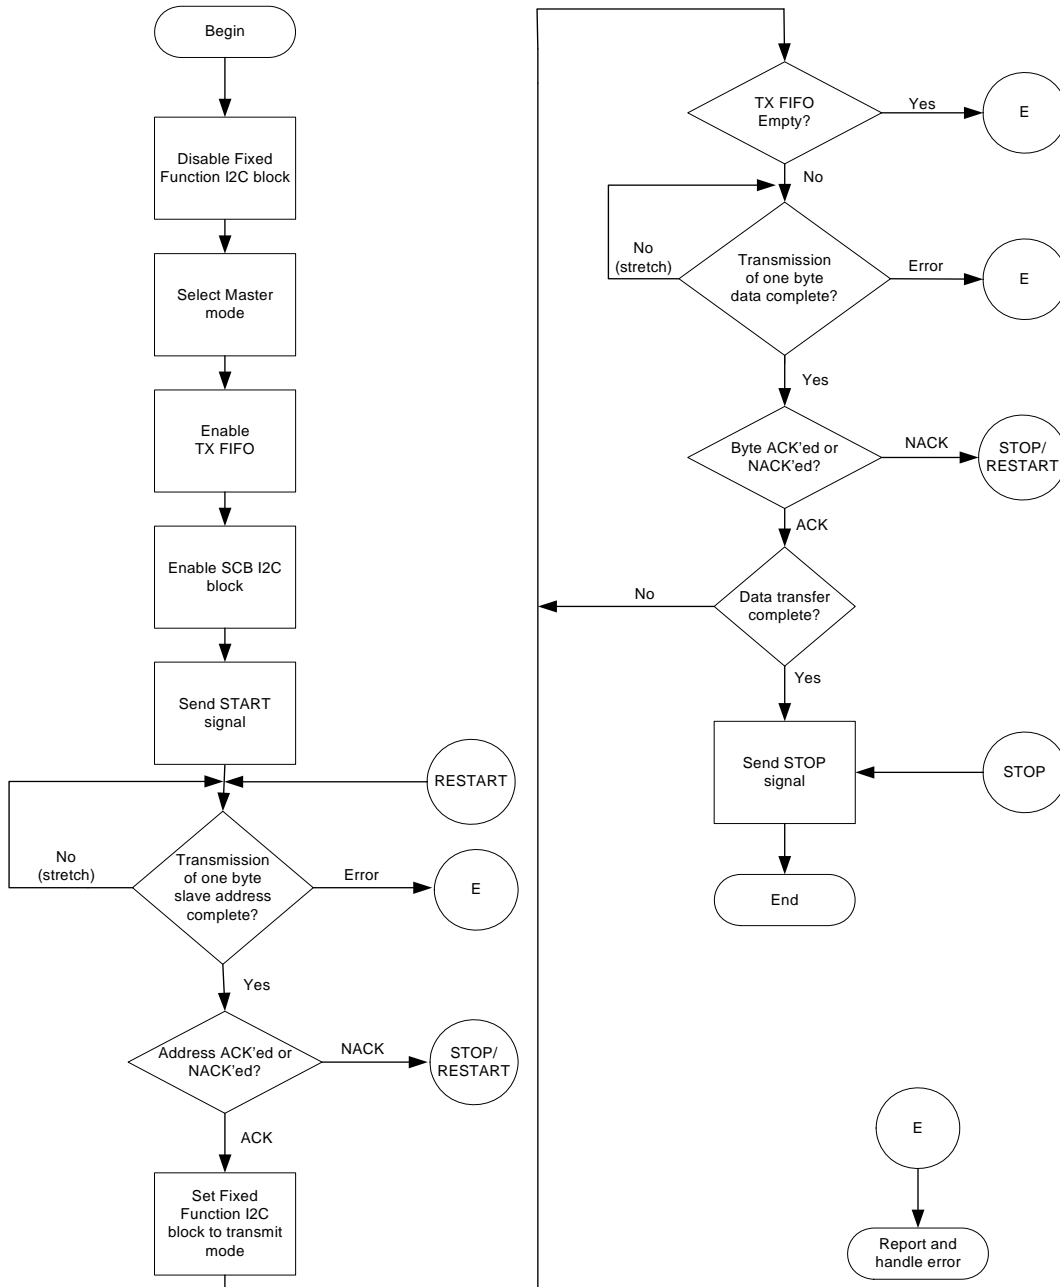 Begin
Disable Fixed
Function I2C block
Select Master
mode
Enable
TX FIFO
Enable SCB I2C
block
Send START
signal
RESTART
No
(stretch)
Transmission
of one byte
slave address
complete?
Error
E
Yes
Address ACK'ed or
NACK'ed?
NACK
STOP/
RESTART
ACK
Set Fixed
Function I2C
block to transmit
mode
TX FIFO
Empty?
Yes
E
No
No
(stretch)
Transmission
of one byte
data complete?
Error
E
Yes
Byte ACK'ed or
NACK'ed?
NACK
STOP/
RESTART
ACK
Data transfer
complete?
No
Yes
Send STOP
signal
STOP
End
E
Report and
handle error